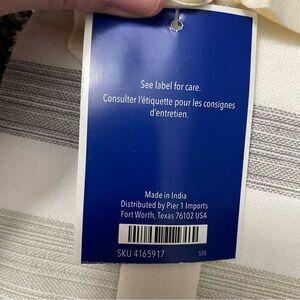 See label for care.
Consulter l'étiquette pour les consignes
d'entretien.
Made in India
Distributed by Pier 1 Imports
Fort Worth, Texas 76102 USA
SKU 4165917 520